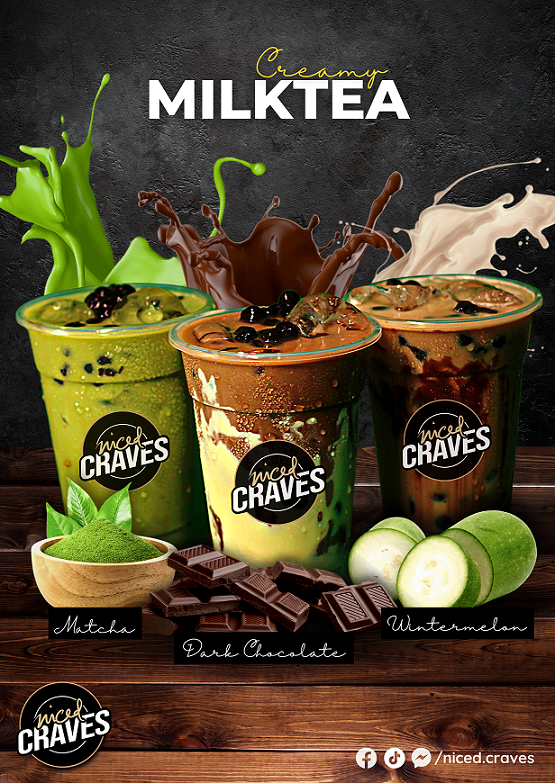 Creamy
MILKTEA
niced
CRAVES
niced
CRAVES
niced
CRAVES
Matcha
Dark Chocolate
Wintermelon
niced
CRAVES
/niced.craves